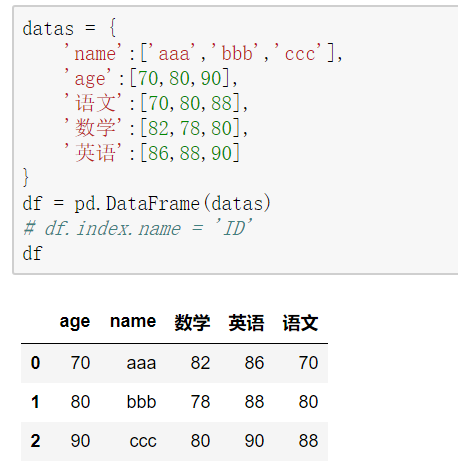 datas = {
    'name':['aaa','bbb','ccc'],
    'age':[70,80,90],
    '语文':[70,80,88],
    '数学':[82,78,80],
    '英语':[86,88,90]
}
df = pd.DataFrame(datas)
# df.index.name = 'ID'
df
age name 数学 英语 语文
0 70 aaa 82 86 70
1 80 bbb 78 88 80
2 90 ccc 80 90 88